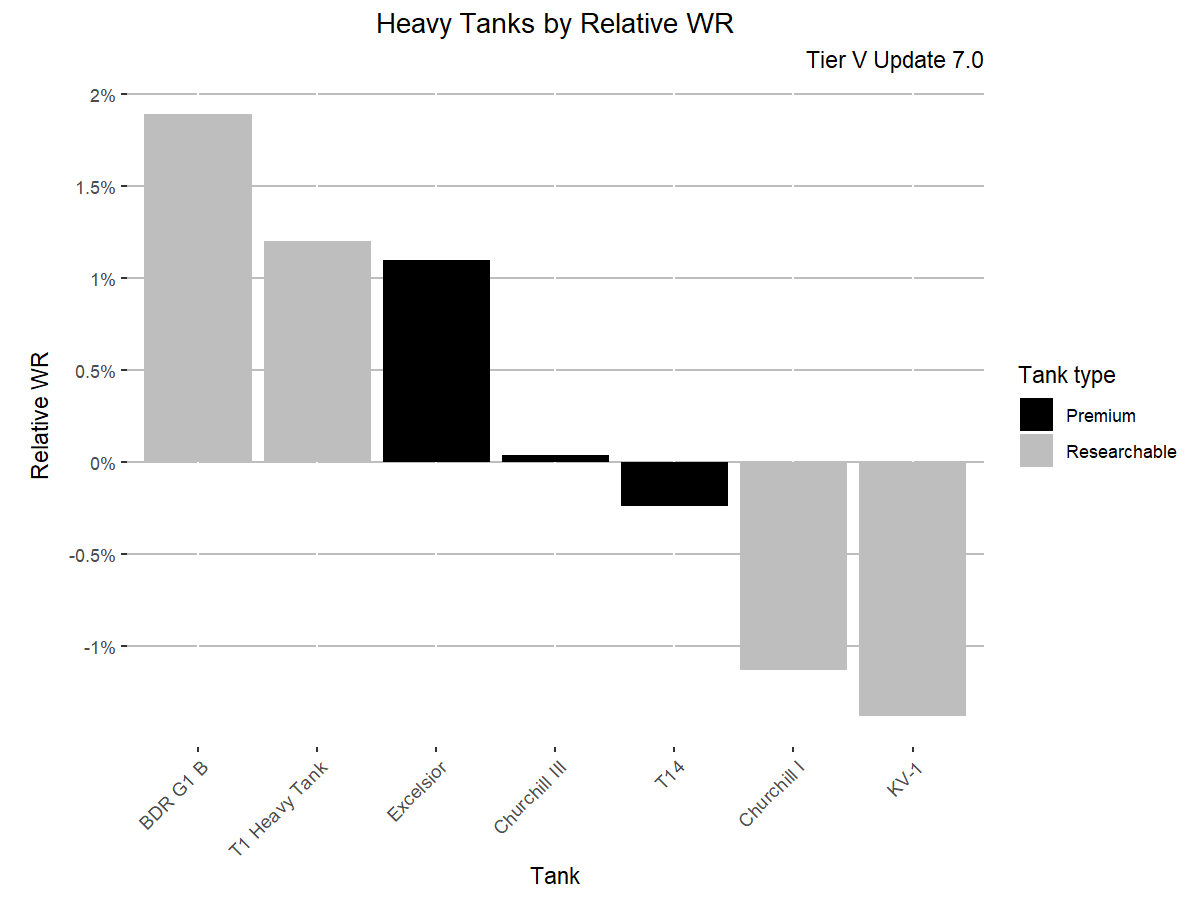 Heavy Tanks by Relative WR
Tier V Update 7.0
2%
1.5%
1%
0.5%
0%
-0.5%
-1%
Relative WR
BDR G1 B
T1 Heavy Tank
Excelsior
Churchill III
T14
Churchill I
KV-1
Tank
Tank type
Premium
Researchable